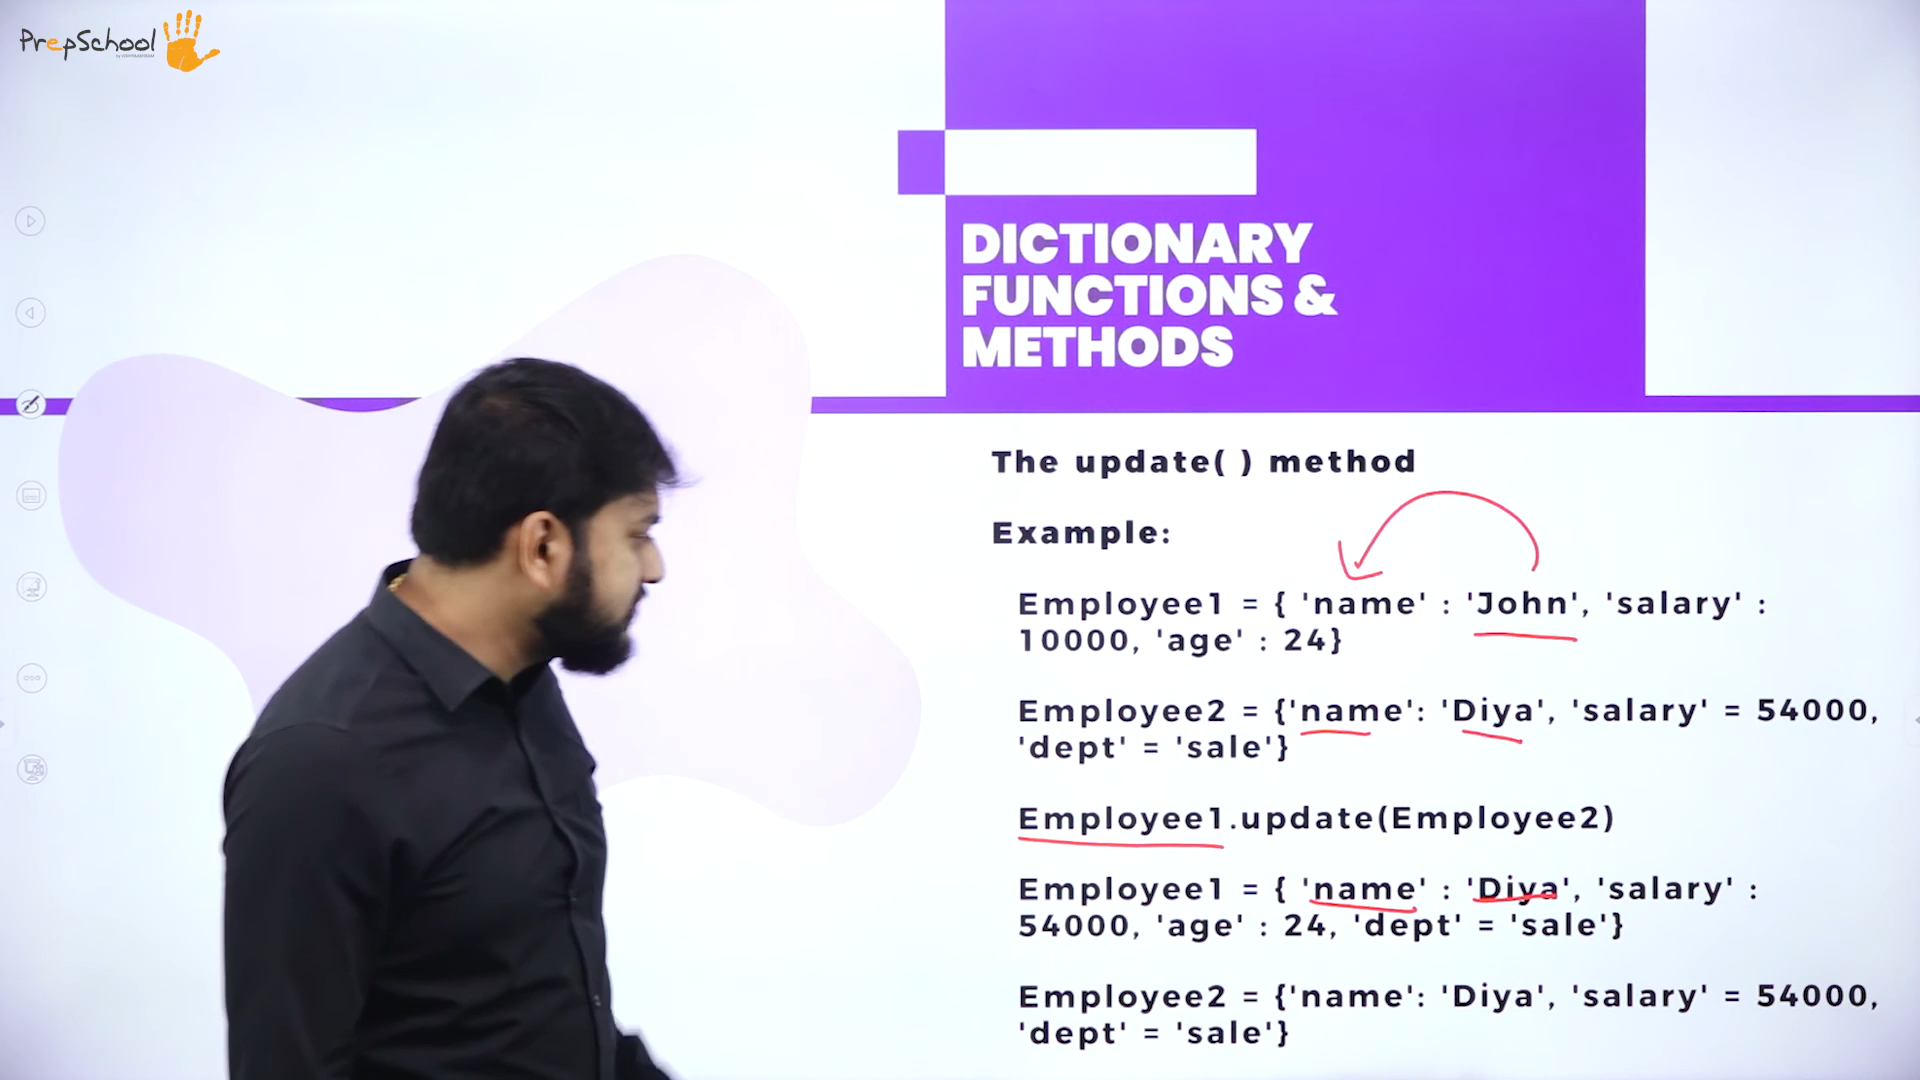 PrepSchool
DICTIONARY
FUNCTIONS &
METHODS
The update( ) method
Example:
Employee1 = { 'name' : 'John', 'salary' :
10000, 'age' : 24}
Employee2 = {'name': 'Diya', 'salary' = 54000,
'dept' = 'sale'}
Employee1.update(Employee2)
Employee1 = { 'name' : 'Diya', 'salary' :
54000, 'age' : 24, 'dept' = 'sale'}
Employee2 = {'name': 'Diya', 'salary' = 54000,
'dept' = 'sale'}